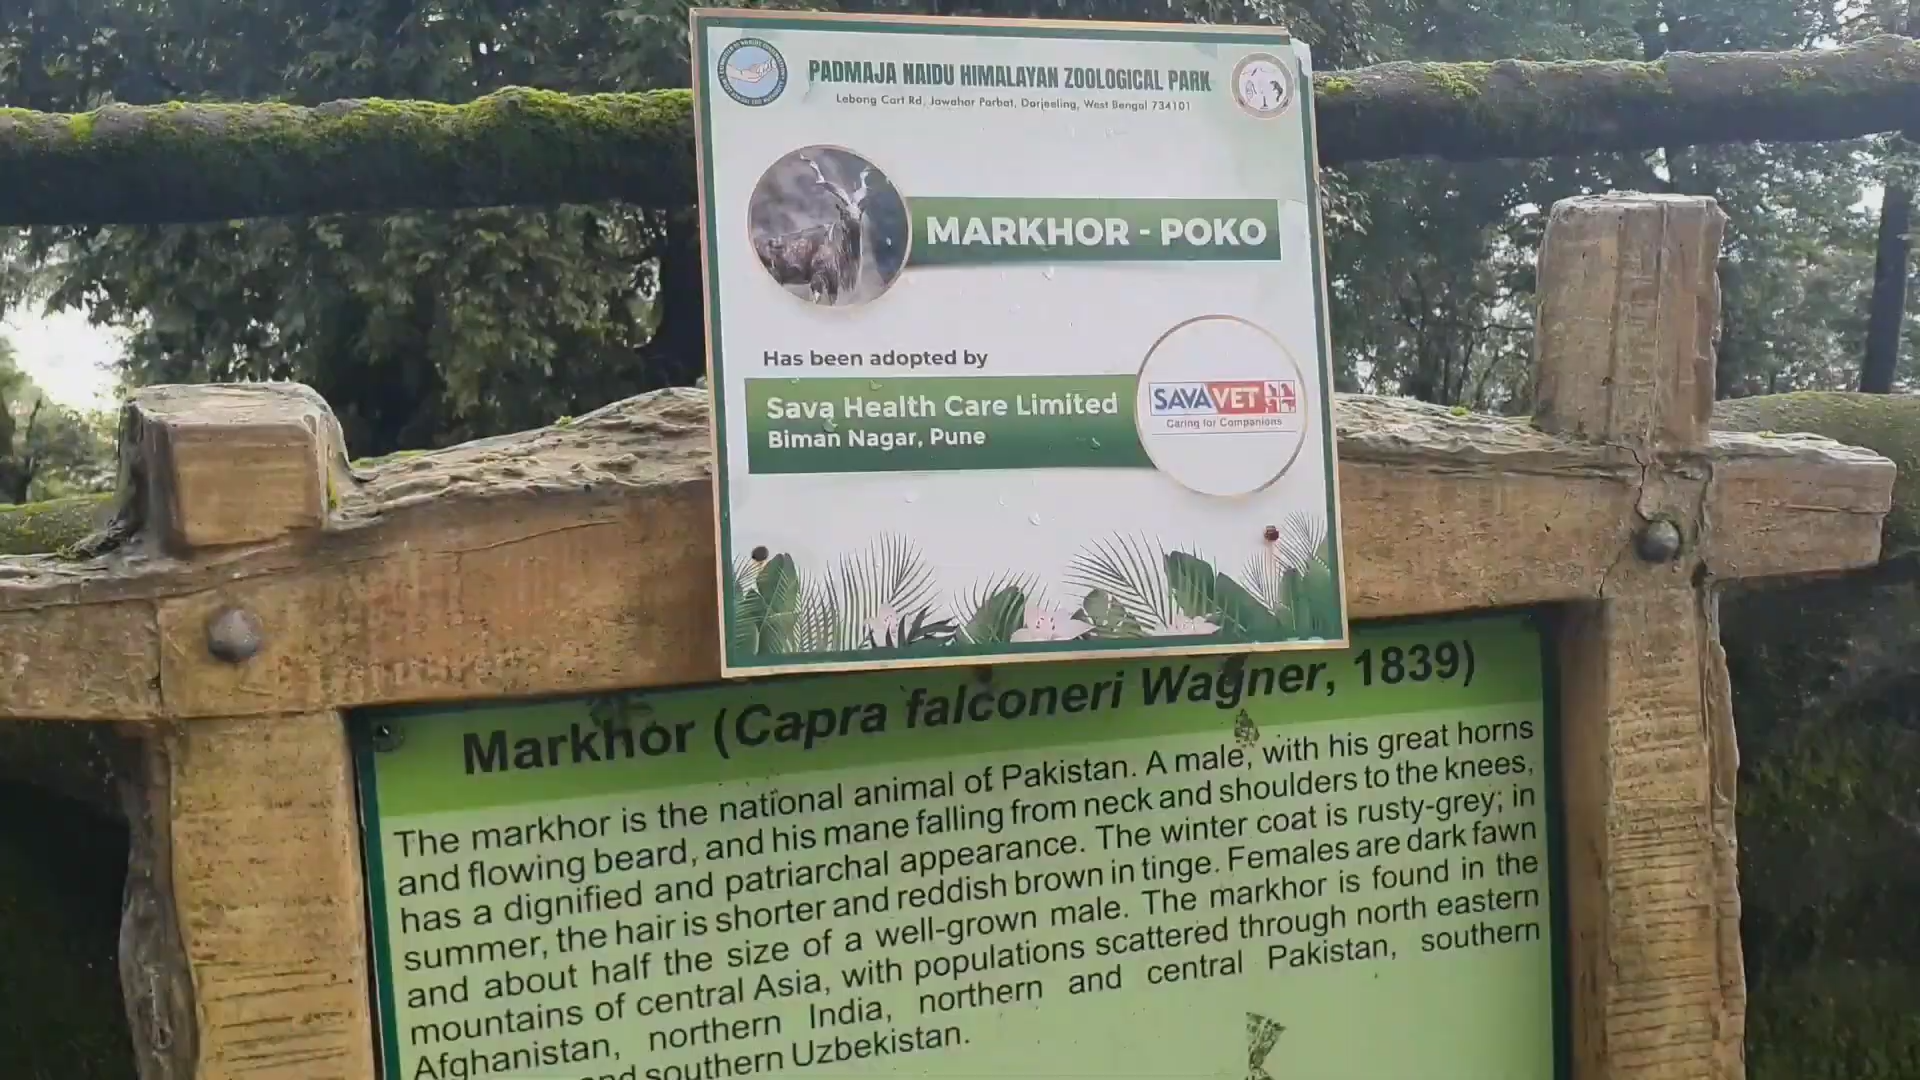 PADMAJA NAIDU HIMALAYAN ZOOLOGICAL PARK
Lebong Cart Rd, Jawahar Parbat, Darjeeling, West Bengal 734101
MARKHOR - POKO
Has been adopted by
Sava Health Care Limited
Biman Nagar, Pune
SAVAVET
Caring for Companions
Markhor (Capra falconeri Wagner, 1839)
The markhor is the national animal of Pakistan. A male, with his great horns
and flowing beard, and his mane falling from neck and shoulders to the knees,
has a dignified and patriarchal appearance. The winter coat is rusty-grey; in
summer, the hair is shorter and reddish brown in tinge. Females are dark fawn
and about half the size of a well-grown male. The markhor is found in the
mountains of central Asia, with populations scattered through north eastern
Afghanistan, northern India, northern and central Pakistan, southern
southern Uzbekistan.